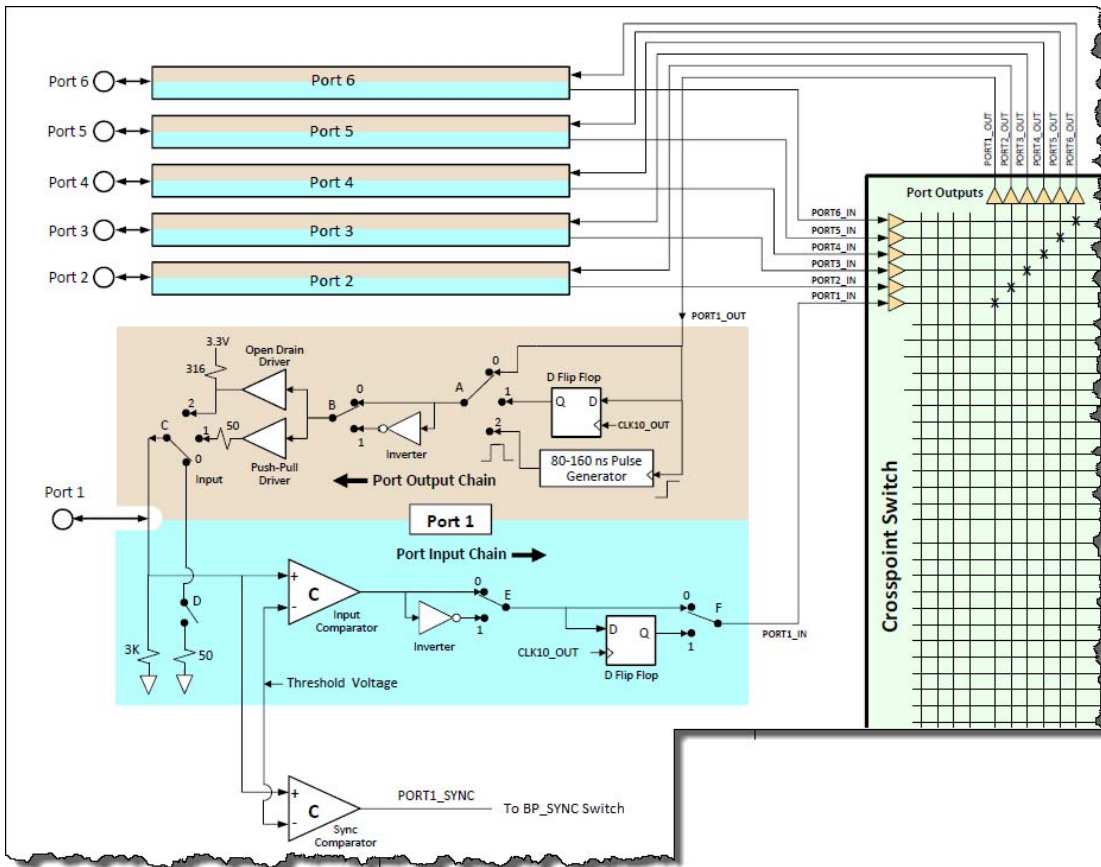 Port 6
Port 6
Port 5
Port 5
Port 4
Port 4
Port 3
Port 3
Port 2
Port 2
PORT1_OUT
PORT2_OUT
PORT3_OUT
PORT4_OUT
PORT5_OUT
PORT6_OUT
Port Outputs
PORT6_IN
PORT5_IN
PORT4_IN
PORT3_IN
PORT2_IN
PORT1_IN
x
x
x
x
x
x
Crosspoint Switch
PORT1_OUT
3.3V
316
Open Drain
Driver
2
C
1
50
0
Input
Push-Pull
Driver
B
0
1
Inverter
A
0
1
2
D Flip Flop
Q
D
CLK10_OUT
80-160 ns Pulse
Generator
Port Output Chain
Port 1
Port 1
Port Input Chain
+
-
C
Input
Comparator
0
E
1
Inverter
D
Q
CLK10_OUT
D Flip Flop
0
F
1
PORT1_IN
D
3K
50
Threshold Voltage
+
-
C
Sync
Comparator
PORT1_SYNC
To BP_SYNC Switch